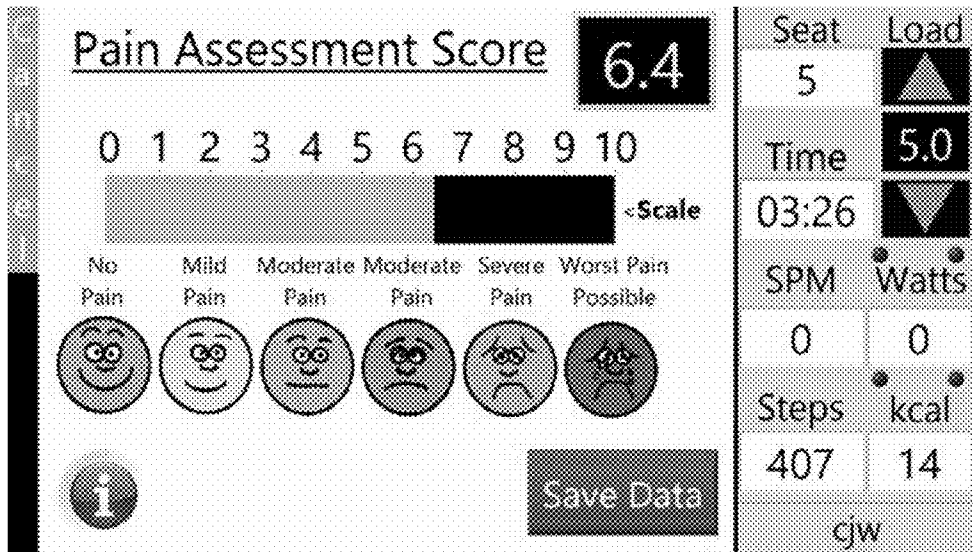 Pain Assessment Score
6.4
0 1 2 3 4 5 6 7 8 9 10
<Scale
No Pain
Mild Pain
Moderate Pain
Moderate Pain
Severe Pain
Worst Pain Possible
i
Save Data
Seat
5
Load
5.0
Time
03:26
SPM
0
Watts
0
Steps
407
kcal
14
cjw